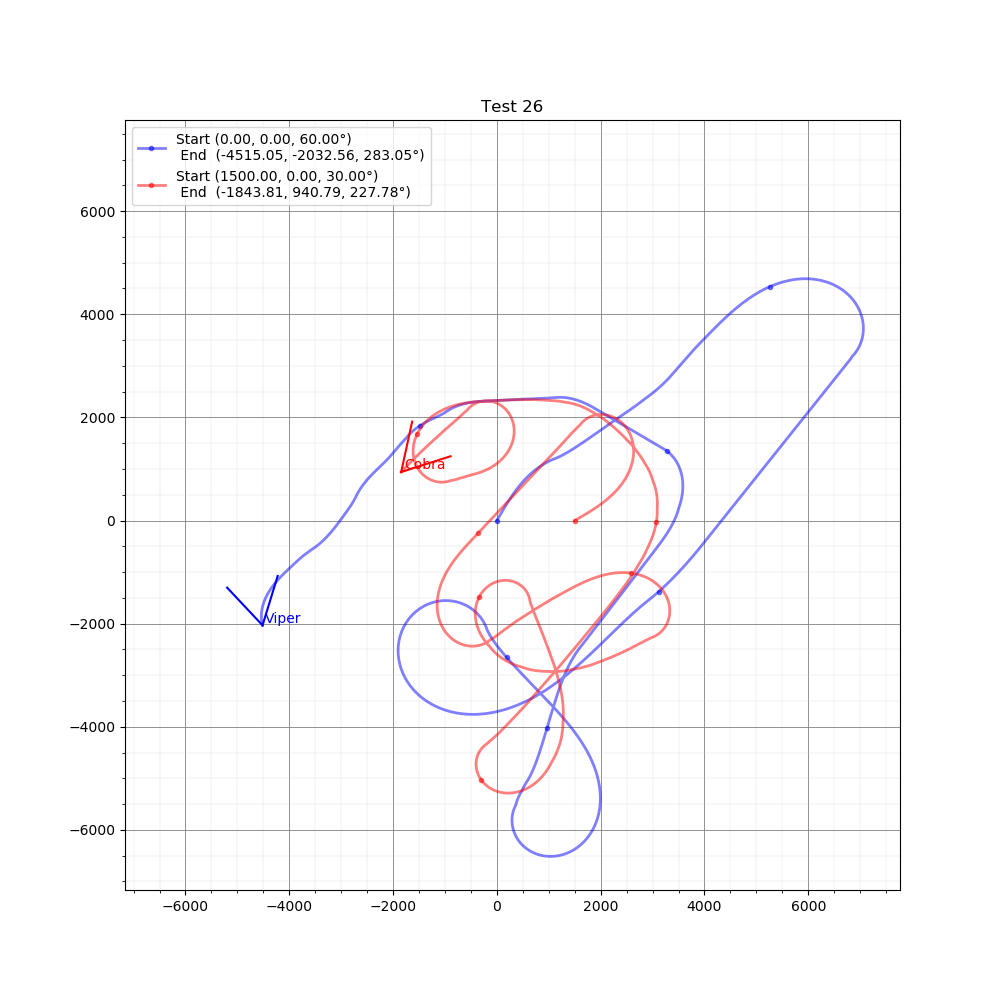 Test 26
Start (0.00, 0.00, 60.00°)
End (-4515.05, -2032.56, 283.05°)
Start (1500.00, 0.00, 30.00°)
End (-1843.81, 940.79, 227.78°)
6000
4000
2000
Cobra
0
Viper
−2000
−4000
−6000
−6000 −4000 −2000 0 2000 4000 6000